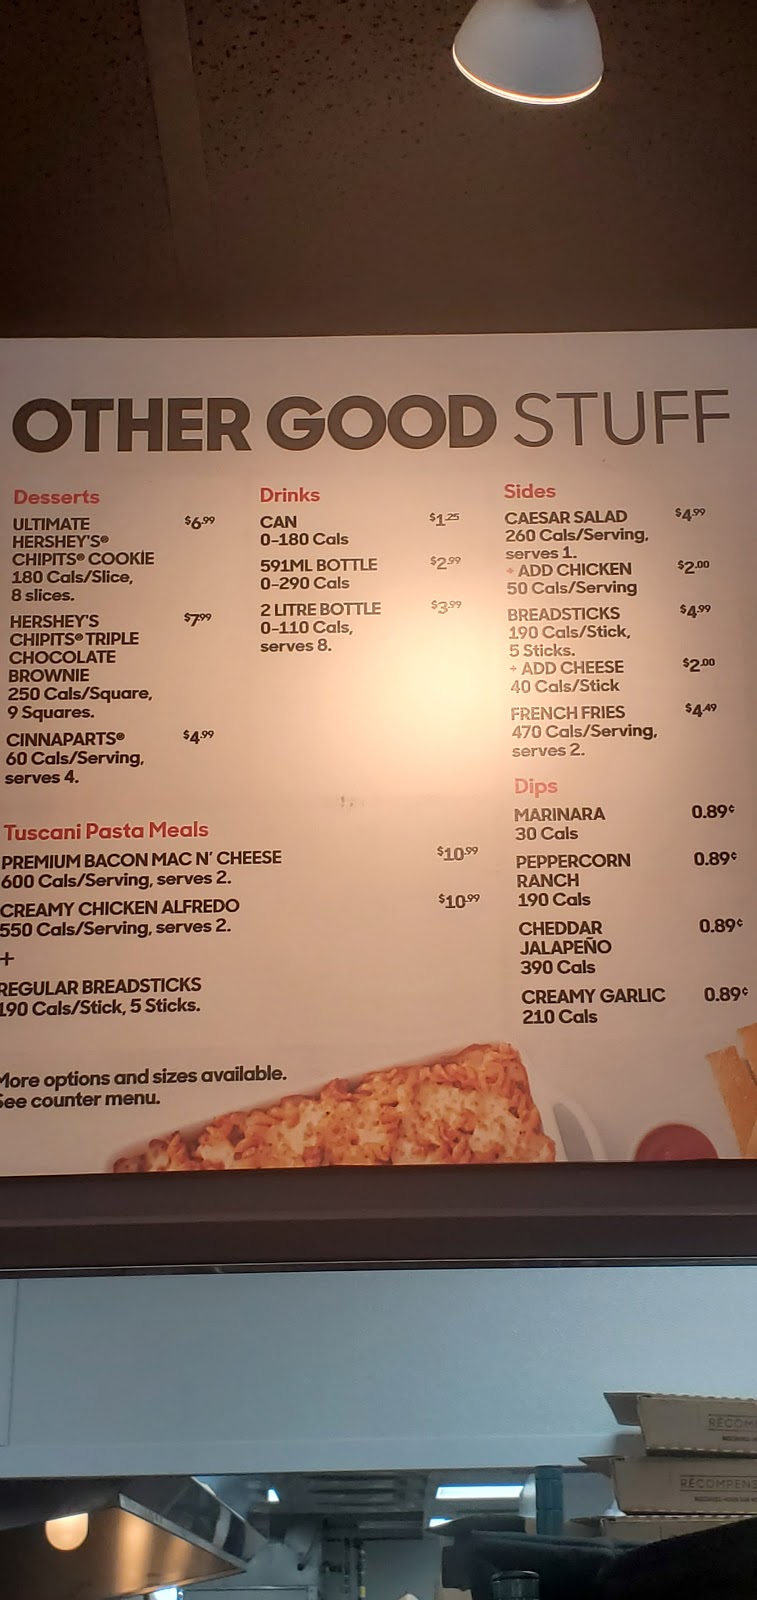 OTHER GOOD STUFF
Desserts
ULTIMATE $6.99
HERSHEY'S®
CHIPITS® COOKIE
180 Cals/Slice,
8 slices.
HERSHEY'S $7.99
CHIPITS® TRIPLE
CHOCOLATE
BROWNIE
250 Cals/Square,
9 Squares.
CINNAPARTS® $4.99
60 Cals/Serving,
serves 4.
Drinks
CAN $1.25
0-180 Cals
591ML BOTTLE $2.99
0-290 Cals
2 LITRE BOTTLE $3.99
0-110 Cals,
serves 8.
Sides
CAESAR SALAD $4.99
260 Cals/Serving,
serves 1.
+ ADD CHICKEN $2.00
50 Cals/Serving
BREADSTICKS $4.99
190 Cals/Stick,
5 Sticks.
+ ADD CHEESE $2.00
40 Cals/Stick
FRENCH FRIES $4.49
470 Cals/Serving,
serves 2.
Tuscani Pasta Meals
PREMIUM BACON MAC N' CHEESE $10.99
600 Cals/Serving, serves 2.
CREAMY CHICKEN ALFREDO $10.99
550 Cals/Serving, serves 2.
+
REGULAR BREADSTICKS
190 Cals/Stick, 5 Sticks.
Dips
MARINARA 0.89¢
30 Cals
PEPPERCORN 0.89¢
RANCH
190 Cals
CHEDDAR 0.89¢
JALAPEÑO
390 Cals
CREAMY GARLIC 0.89¢
210 Cals
More options and sizes available.
See counter menu.
RÉCOM
RÉCOMPENS